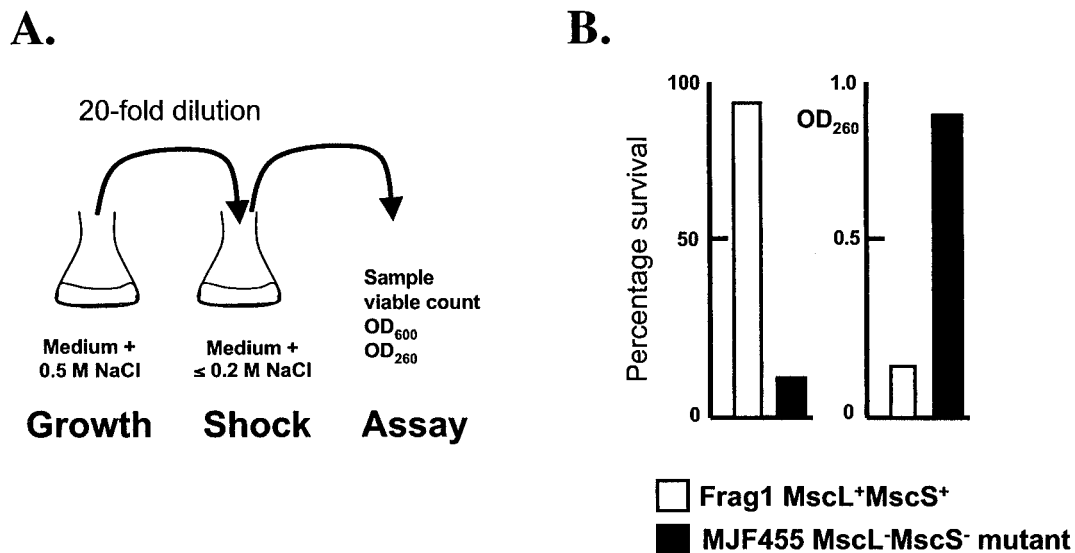 A.
20-fold dilution
Medium +
0.5 M NaCl
Medium +
≤ 0.2 M NaCl
Sample
viable count
OD600
OD260
Growth
Shock
Assay
B.
Percentage survival
100
50
0
OD260
1.0
0.5
0
Frag1 MscL+MscS+
MJF455 MscL-MscS- mutant